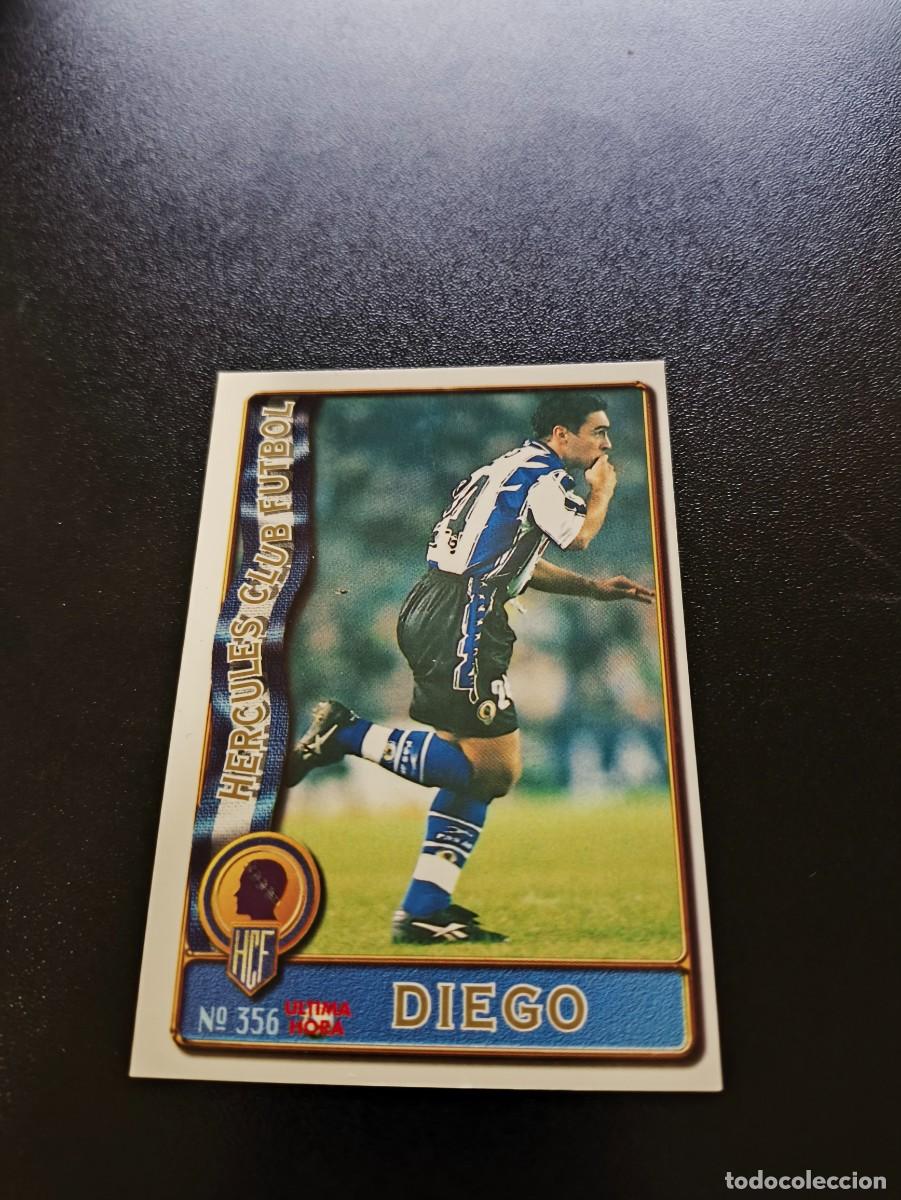 HERCULES CLUB FUTBOL
HCF
Nº 356
ULTIMA
HORA
DIEGO
todocoleccion